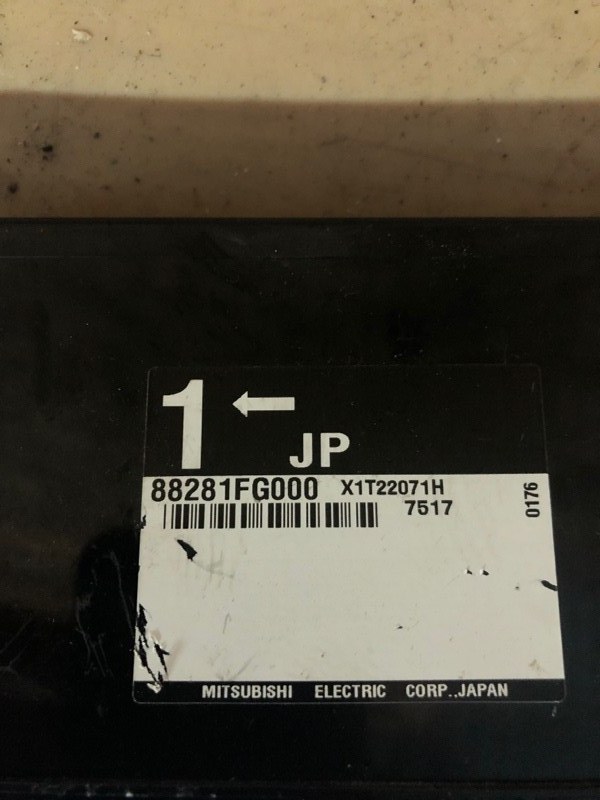 1 ← JP
88281FG000 X1T22071H
7517
0176
MITSUBISHI ELECTRIC CORP.,JAPAN